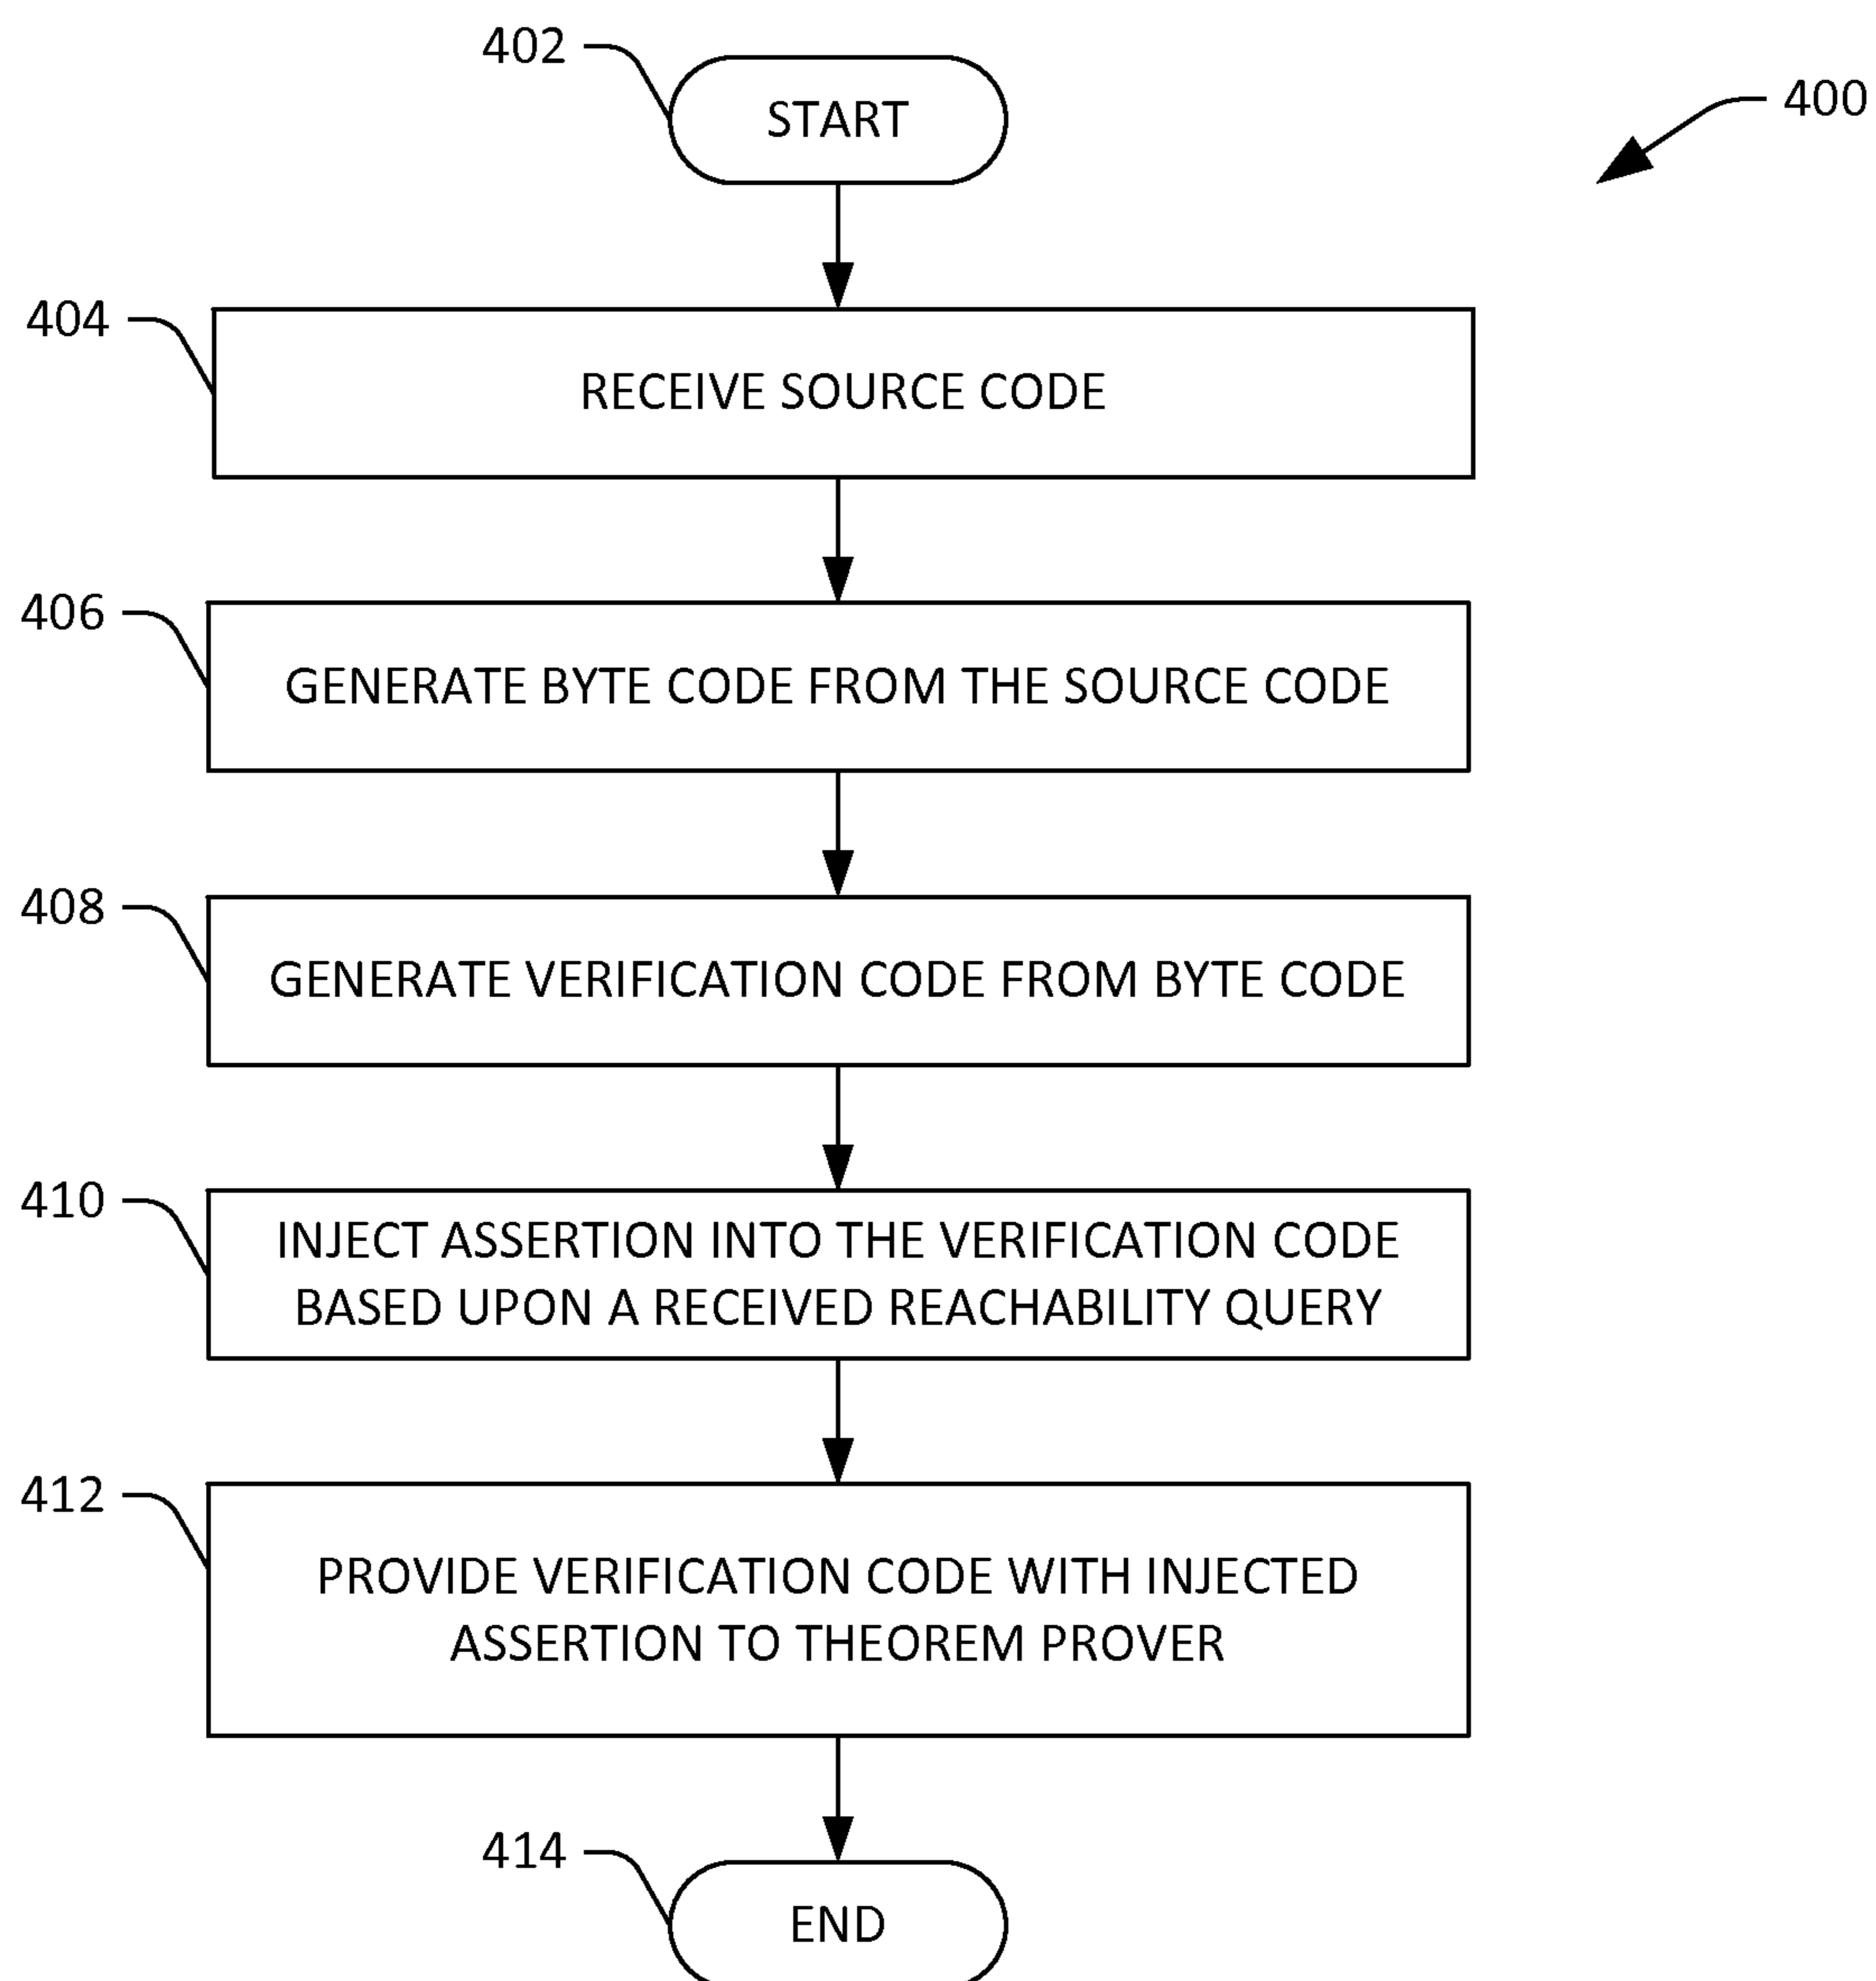 402
START
400
404
RECEIVE SOURCE CODE
406
GENERATE BYTE CODE FROM THE SOURCE CODE
408
GENERATE VERIFICATION CODE FROM BYTE CODE
410
INJECT ASSERTION INTO THE VERIFICATION CODE
BASED UPON A RECEIVED REACHABILITY QUERY
412
PROVIDE VERIFICATION CODE WITH INJECTED
ASSERTION TO THEOREM PROVER
414
END